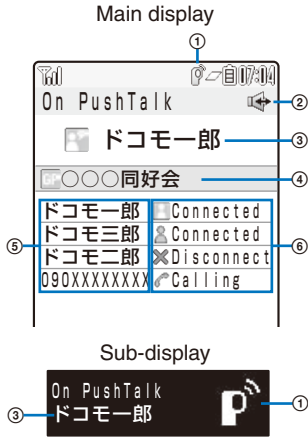 Main display
①
07:04
On PushTalk
②
ドコモ一郎
③
GP○○○同好会
④
ドコモ一郎 Connected
ドコモ三郎 Connected
⑤
⑥
ドコモ二郎 Disconnect
090XXXXXXXX Calling
Sub-display
On PushTalk
①
③
ドコモ一郎